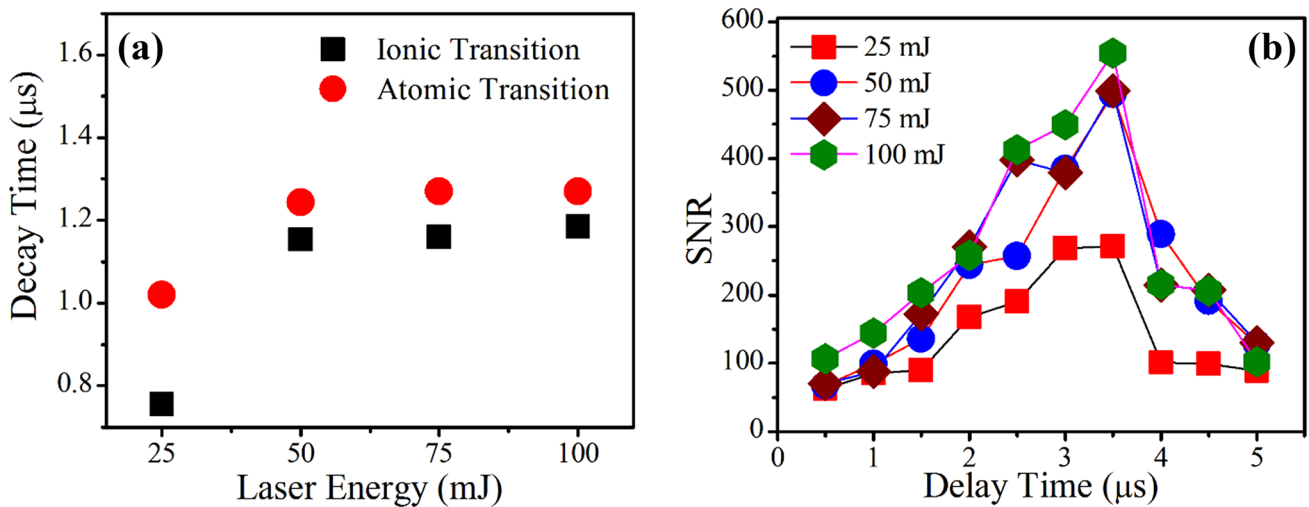 (a)
Ionic Transition
Atomic Transition
Decay Time (μs)
1.6
1.4
1.2
1.0
0.8
25 50 75 100
Laser Energy (mJ)
(b)
25 mJ
50 mJ
75 mJ
100 mJ
SNR
600
500
400
300
200
100
0
0 1 2 3 4 5
Delay Time (μs)